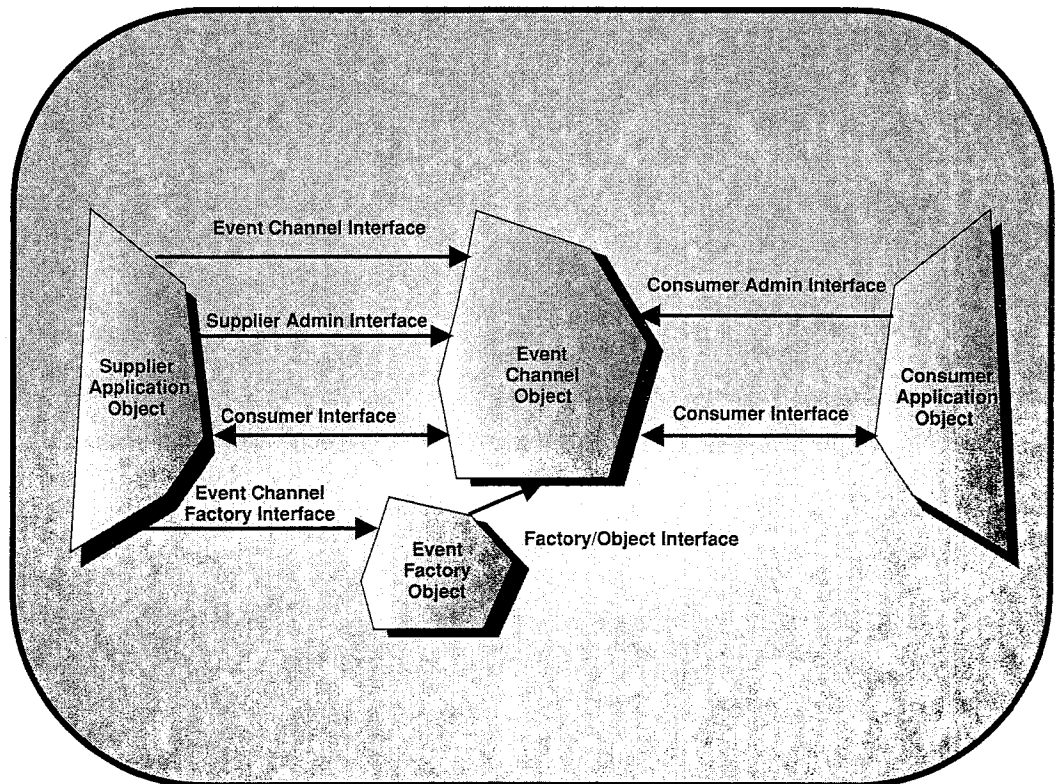 Event Channel Interface
Consumer Admin Interface
Supplier Admin Interface
Supplier
Application
Object
Event
Channel
Object
Consumer
Application
Object
Consumer Interface
Consumer Interface
Event Channel
Factory Interface
Factory/Object Interface
Event
Factory
Object